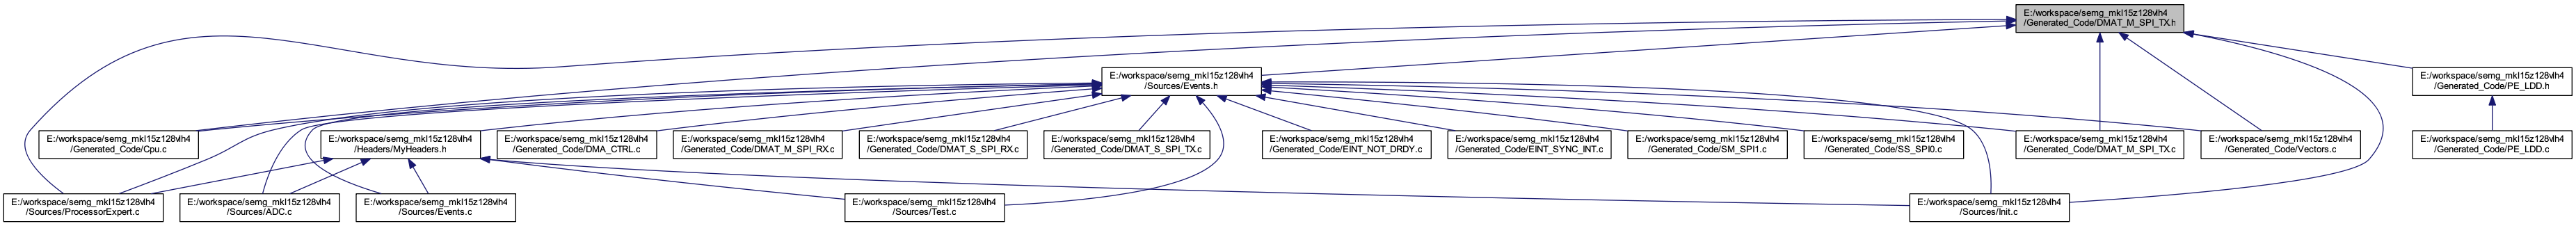 E:/workspace/semg_mkl15z128vlh4
/Generated_Code/DMAT_M_SPI_TX.h
E:/workspace/semg_mkl15z128vlh4
/Sources/Events.h
E:/workspace/semg_mkl15z128vlh4
/Generated_Code/PE_LDD.h
E:/workspace/semg_mkl15z128vlh4
/Generated_Code/Cpu.c
E:/workspace/semg_mkl15z128vlh4
/Headers/MyHeaders.h
E:/workspace/semg_mkl15z128vlh4
/Generated_Code/DMA_CTRL.c
E:/workspace/semg_mkl15z128vlh4
/Generated_Code/DMAT_M_SPI_RX.c
E:/workspace/semg_mkl15z128vlh4
/Generated_Code/DMAT_S_SPI_RX.c
E:/workspace/semg_mkl15z128vlh4
/Generated_Code/DMAT_S_SPI_TX.c
E:/workspace/semg_mkl15z128vlh4
/Generated_Code/EINT_NOT_DRDY.c
E:/workspace/semg_mkl15z128vlh4
/Generated_Code/EINT_SYNC_INT.c
E:/workspace/semg_mkl15z128vlh4
/Generated_Code/SM_SPI1.c
E:/workspace/semg_mkl15z128vlh4
/Generated_Code/SS_SPI0.c
E:/workspace/semg_mkl15z128vlh4
/Generated_Code/DMAT_M_SPI_TX.c
E:/workspace/semg_mkl15z128vlh4
/Generated_Code/Vectors.c
E:/workspace/semg_mkl15z128vlh4
/Generated_Code/PE_LDD.c
E:/workspace/semg_mkl15z128vlh4
/Sources/ProcessorExpert.c
E:/workspace/semg_mkl15z128vlh4
/Sources/ADC.c
E:/workspace/semg_mkl15z128vlh4
/Sources/Events.c
E:/workspace/semg_mkl15z128vlh4
/Sources/Test.c
E:/workspace/semg_mkl15z128vlh4
/Sources/Init.c